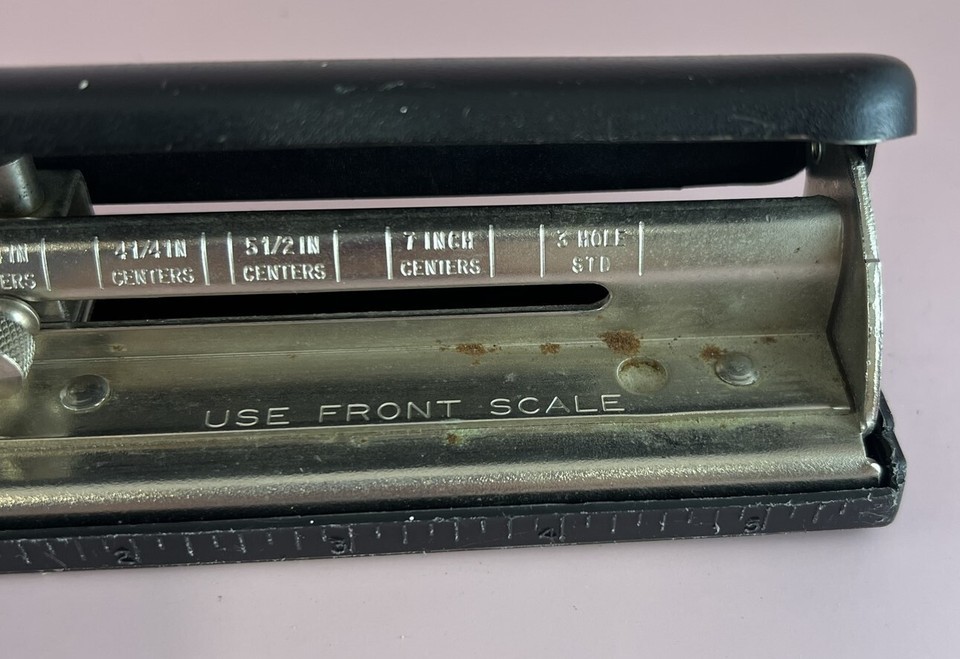 4 1/4 IN
CENTERS
5 1/2 IN
CENTERS
7 INCH
CENTERS
3 HOLE
STD
USE FRONT SCALE
2 3 4 5